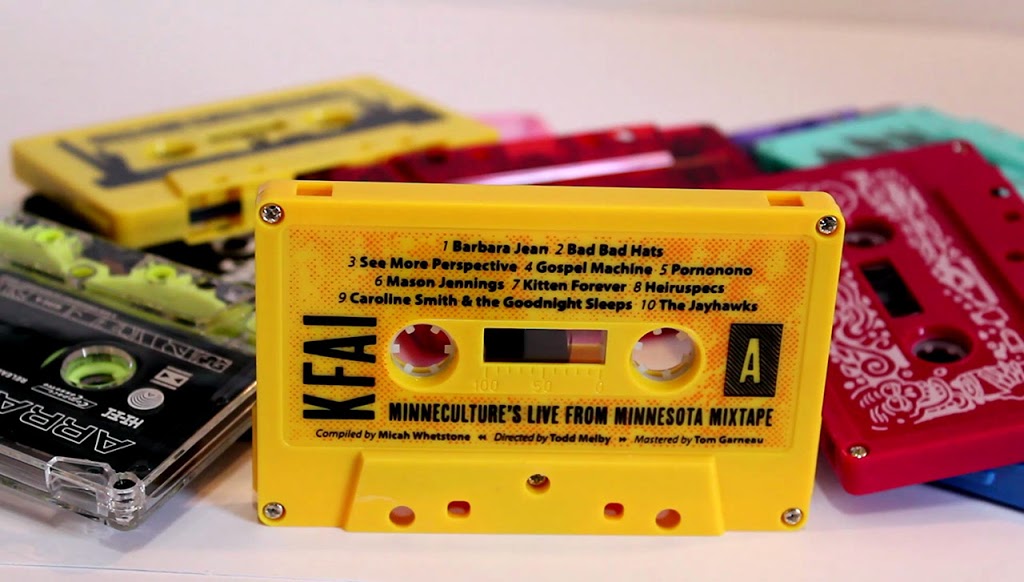 1 Barbara Jean 2 Bad Bad Hats
3 See More Perspective 4 Gospel Machine 5 Pornonono
6 Mason Jennings 7 Kitten Forever 8 Heiruspecs
9 Caroline Smith & the Goodnight Sleeps 10 The Jayhawks
KFAI
100 50 0
A
MINNECULTURE'S LIVE FROM MINNESOTA MIXTAPE
Compiled by Micah Whetstone ◂◂ Directed by Todd Melby ▸▸ Mastered by Tom Garneau
ARRA